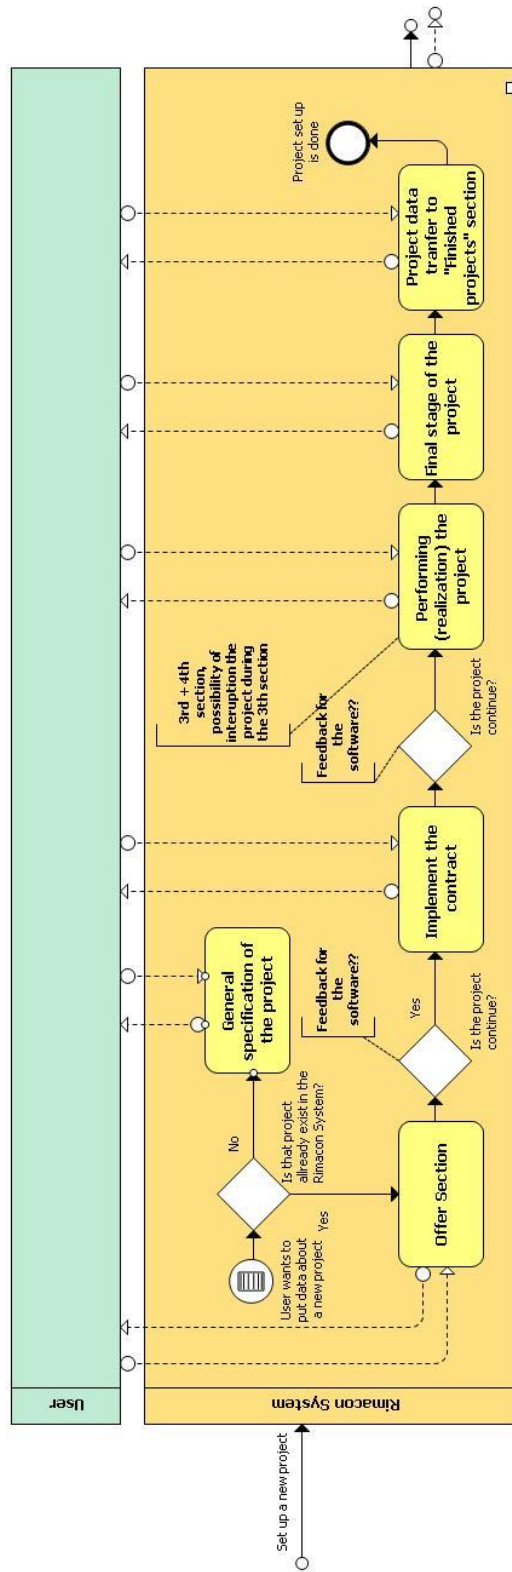 Set up a new project
User
Rimacon System
User wants to
put data about
a new project
Is that project
allready exist in the
Rimacon System?
No
Yes
General
specification of
the project
Offer Section
Feedback for
the
software??
Is the project
continue?
Yes
Implement the
contract
Feedback for
the
software??
Is the project
continue?
3rd + 4th
section,
possibility of
interuption the
project during
the 3th section
Performing
(realization) the
project
Final stage of the
project
Project data
tranfer to
"Finished
projects" section
Project set up
is done